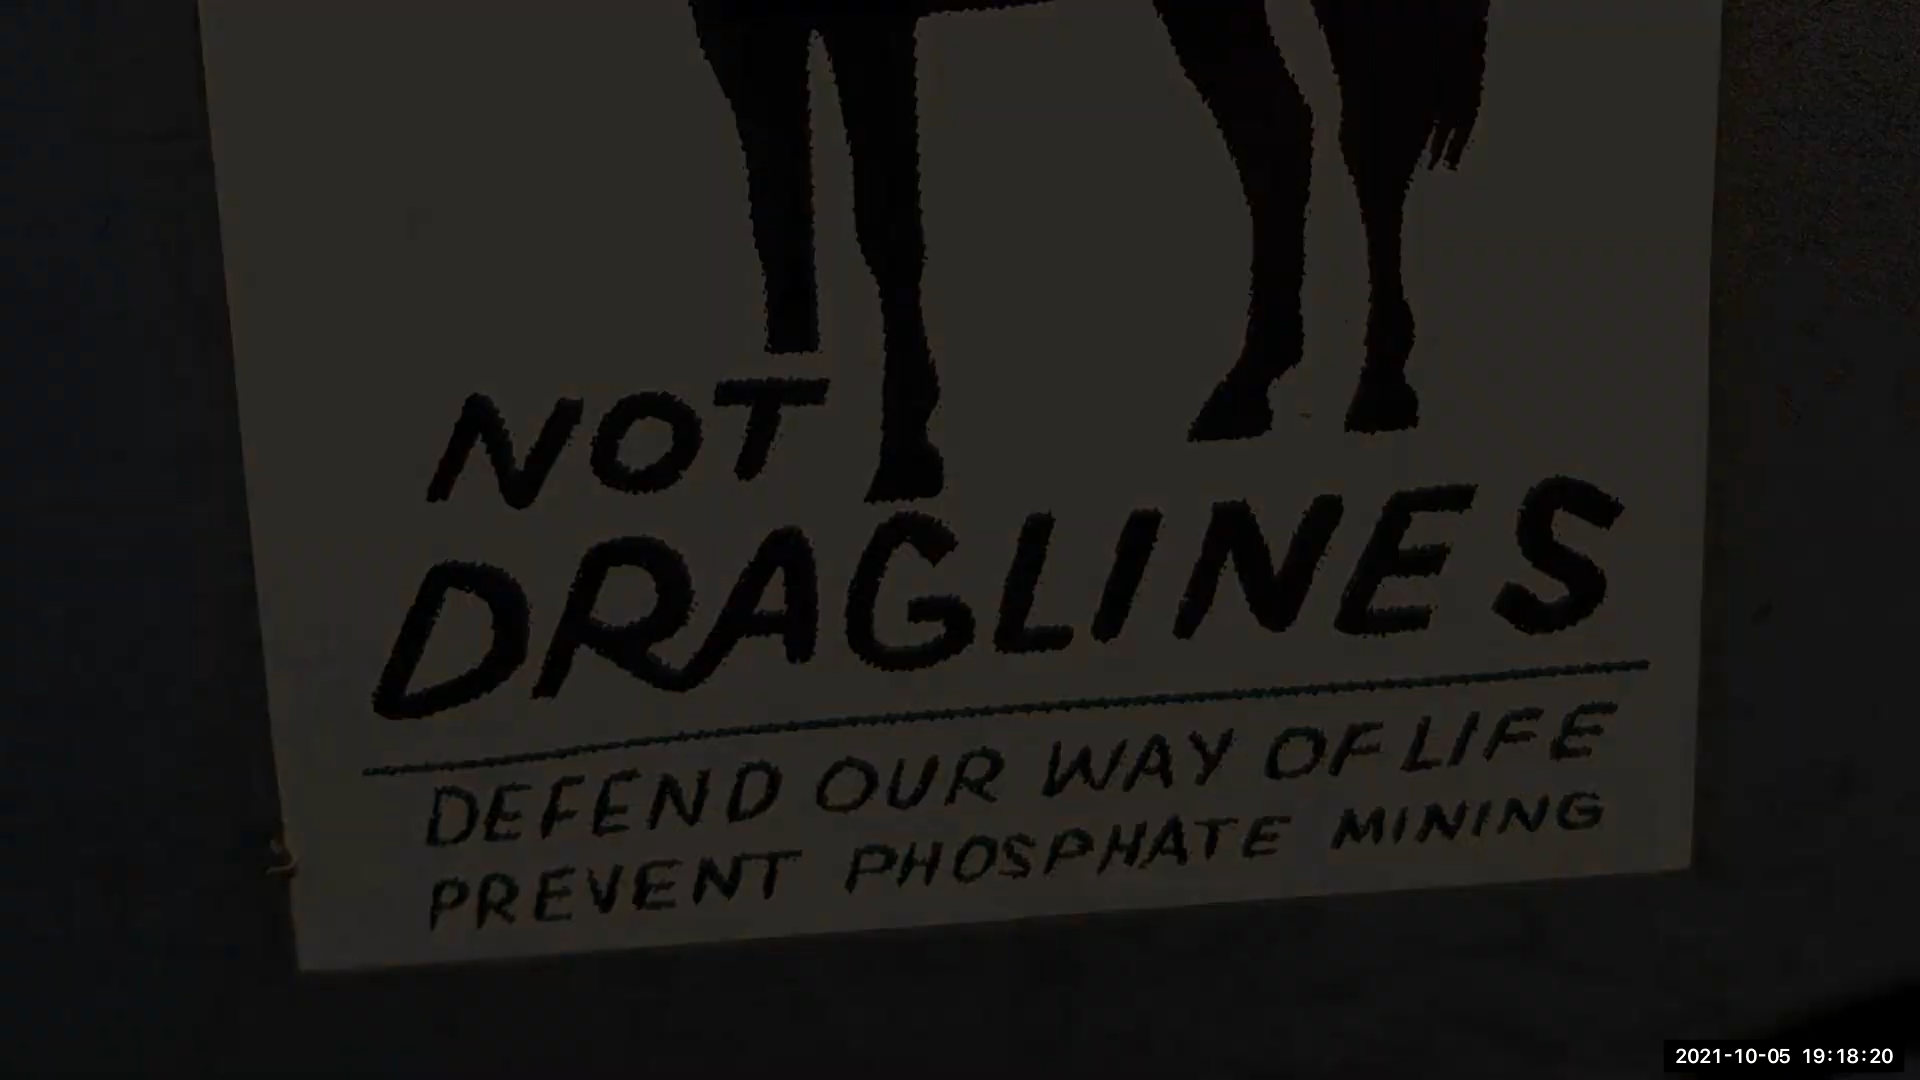 NOT
DRAGLINES
DEFEND OUR WAY OF LIFE
PREVENT PHOSPHATE MINING
2021-10-05 19:18:20